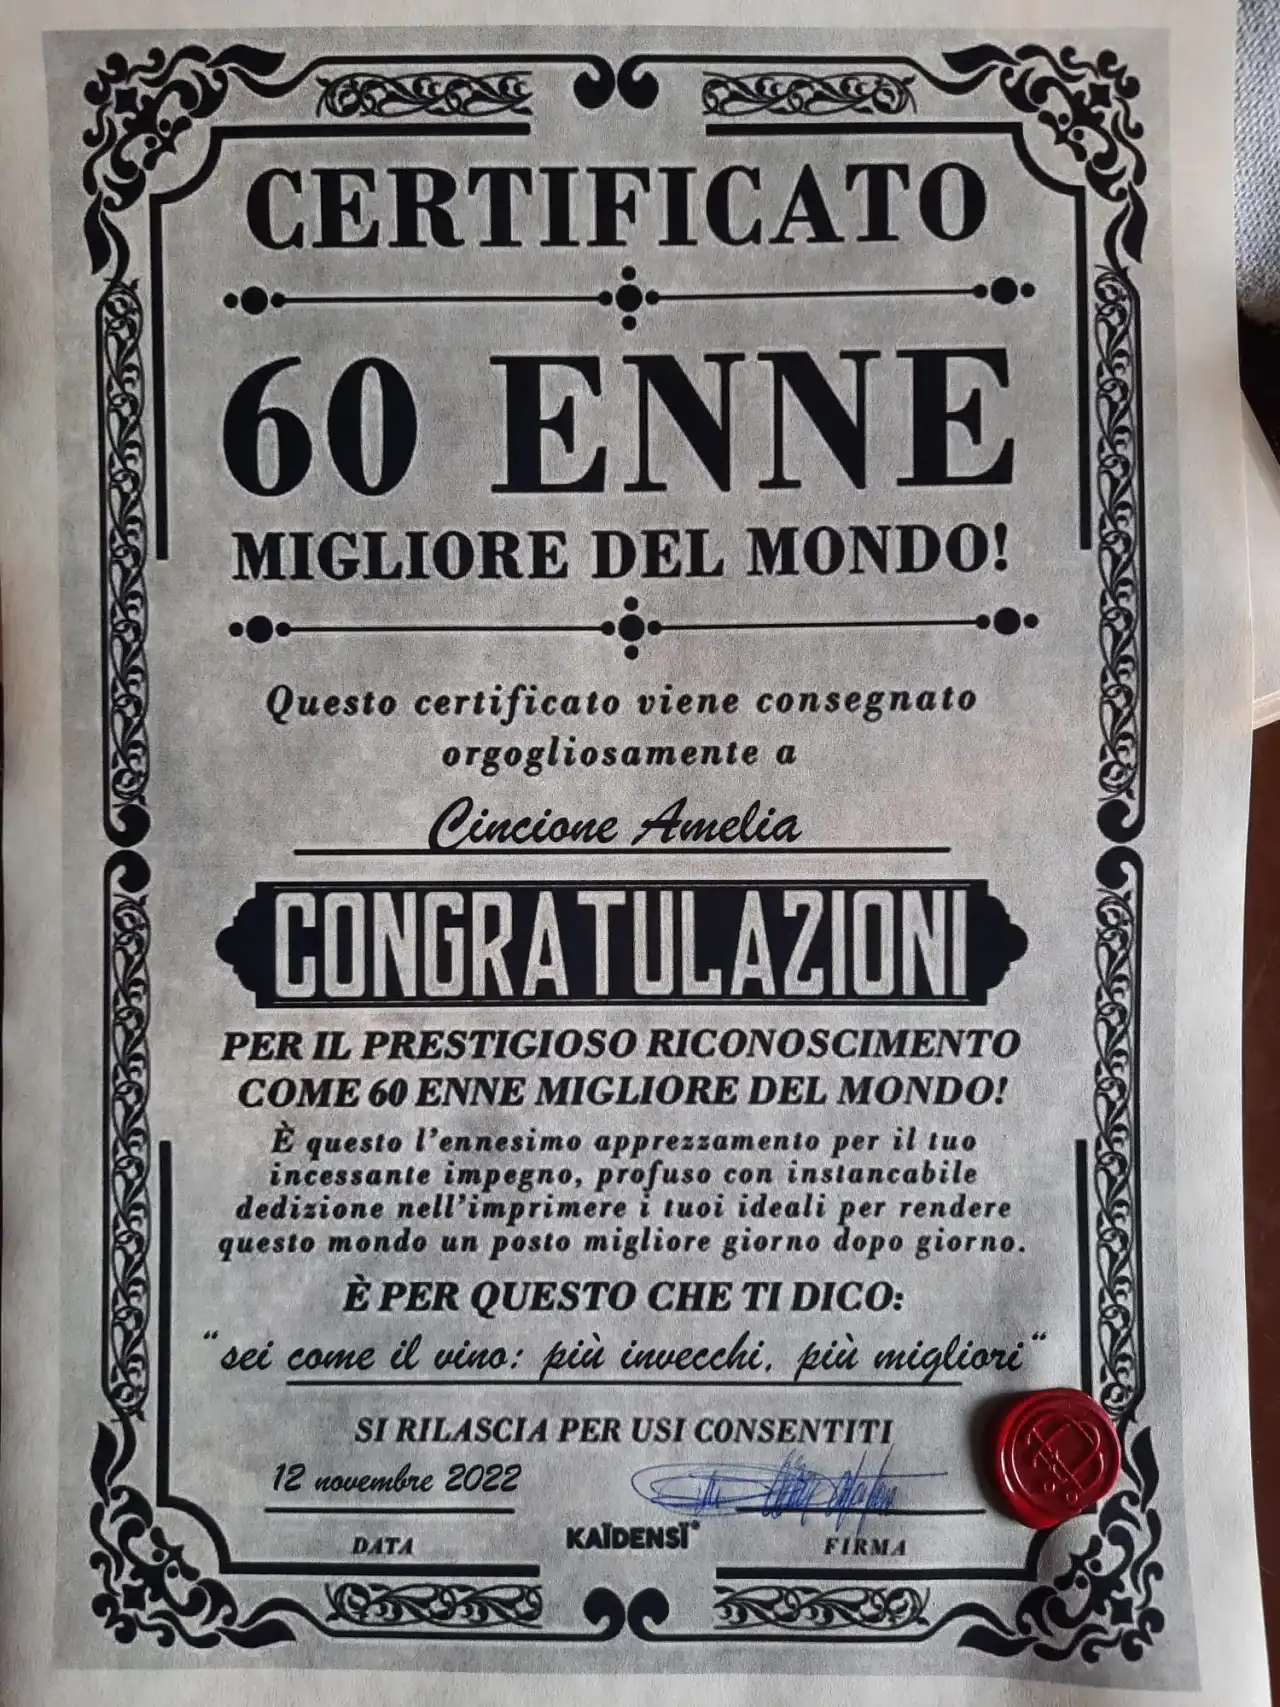 CERTIFICATO
60 ENNE
MIGLIORE DEL MONDO!
Questo certificato viene consegnato
orgogliosamente a
Cincione Amelia
CONGRATULAZIONI
PER IL PRESTIGIOSO RICONOSCIMENTO
COME 60 ENNE MIGLIORE DEL MONDO!
È questo l'ennesimo apprezzamento per il tuo
incessante impegno, profuso con instancabile
dedizione nell'imprimere i tuoi ideali per rendere
questo mondo un posto migliore giorno dopo giorno.
È PER QUESTO CHE TI DICO:
“sei come il vino: più invecchi, più migliori“
SI RILASCIA PER USI CONSENTITI
12 novembre 2022
DATA
KAÏDENSÏ®
FIRMA